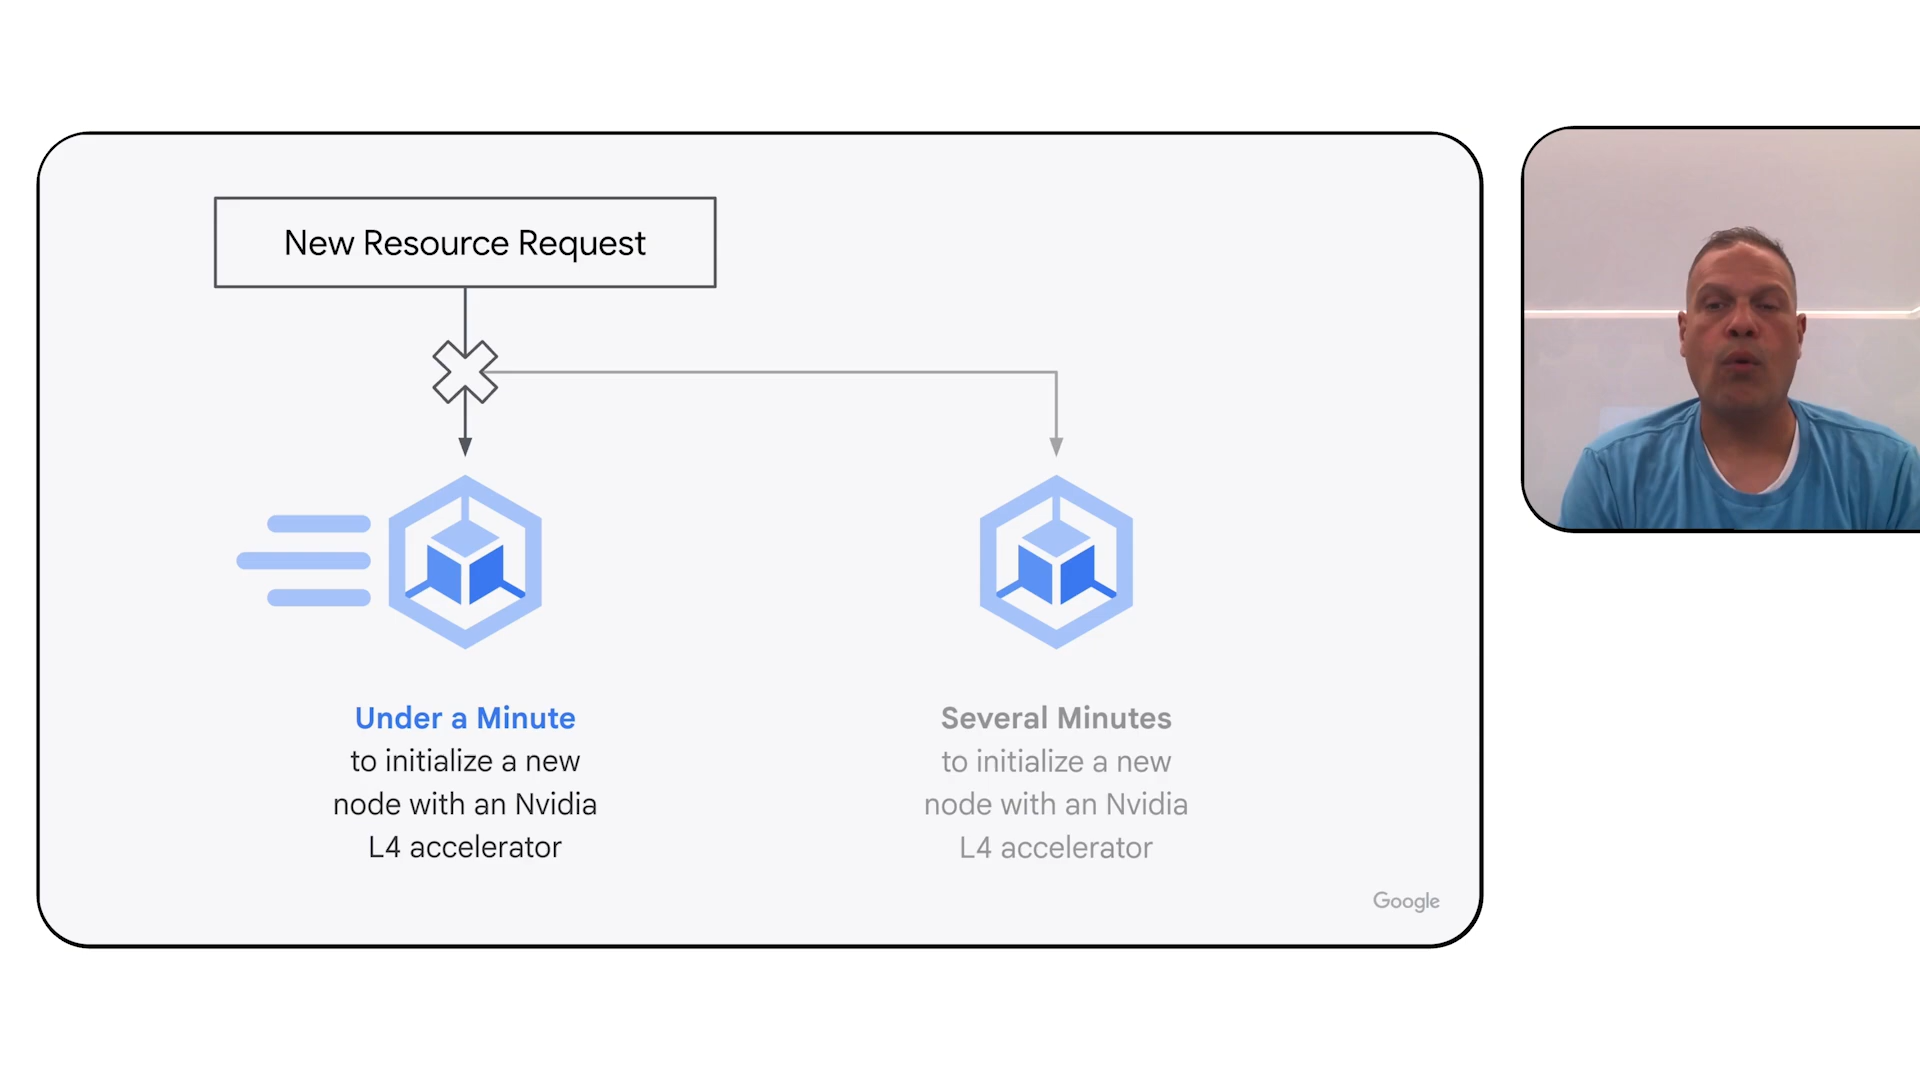 New Resource Request
Under a Minute
to initialize a new
node with an Nvidia
L4 accelerator
Several Minutes
to initialize a new
node with an Nvidia
L4 accelerator
Google